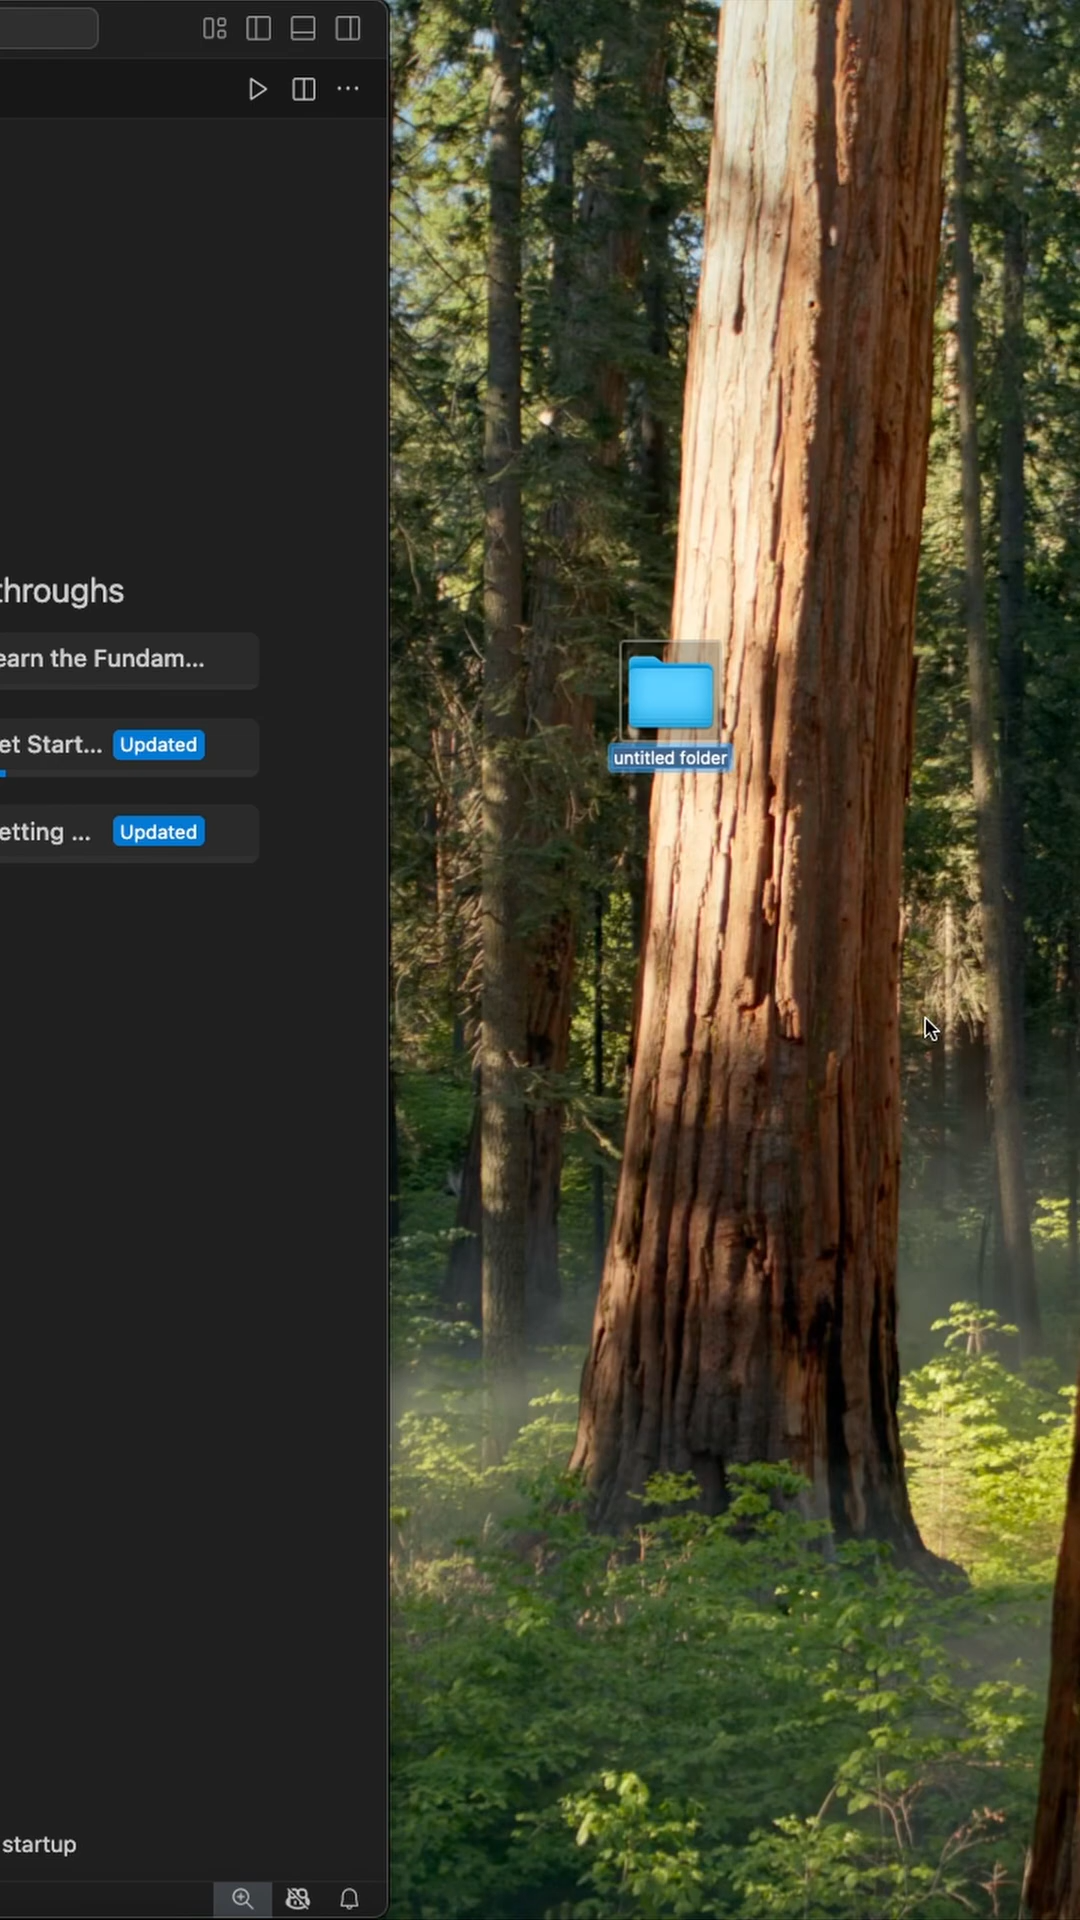 throughs
earn the Fundam...
et Start... Updated
etting ... Updated
untitled folder
startup